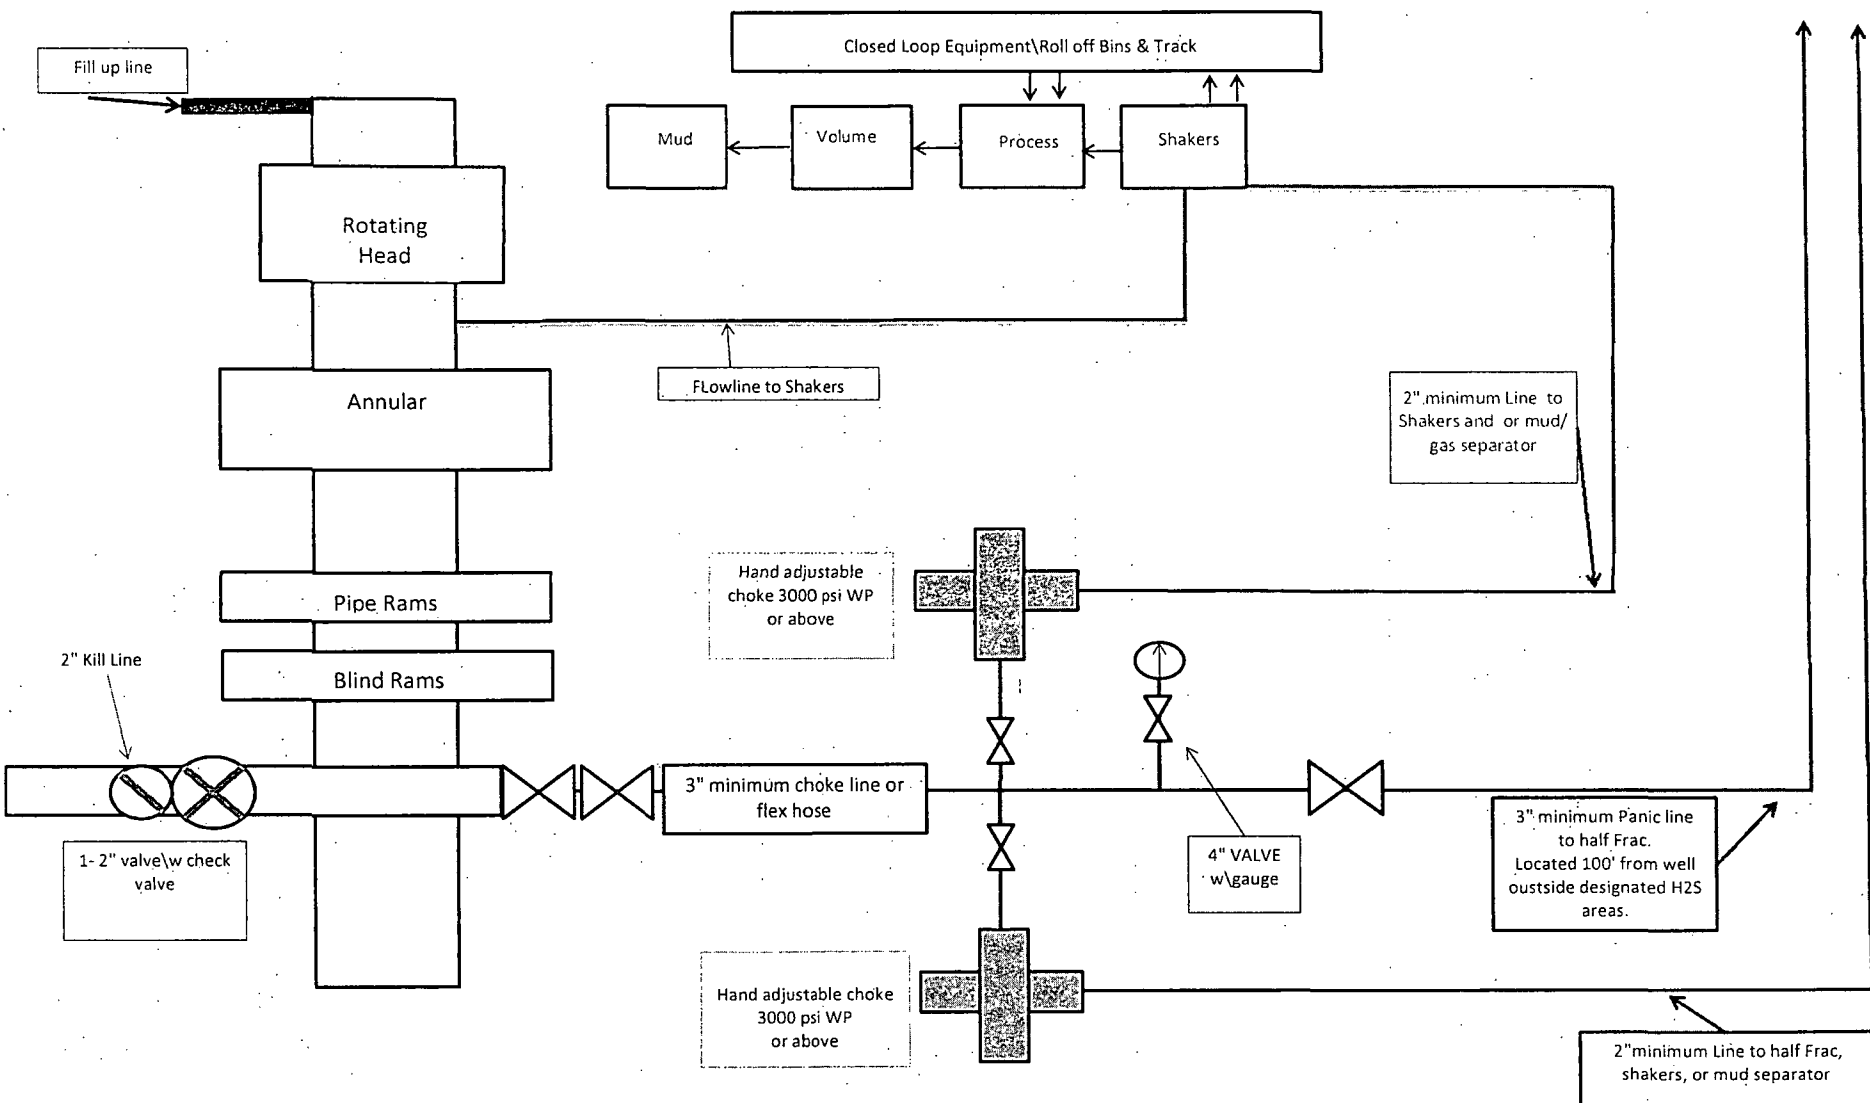 Closed Loop Equipment\Roll off Bins & Track
Fill up line
Mud
Volume
Process
Shakers
Rotating
Head
FLowline to Shakers
Annular
2" minimum Line to
Shakers and or mud/
gas separator
Hand adjustable
choke 3000 psi WP
or above
Pipe Rams
2" Kill Line
Blind Rams
3" minimum choke line or
flex hose
1- 2" valve\w check
valve
4" VALVE
w\gauge
3" minimum Panic line
to half Frac.
Located 100' from well
oustside designated H2S
areas.
Hand adjustable choke
3000 psi WP
or above
2"minimum Line to half Frac,
shakers, or mud separator